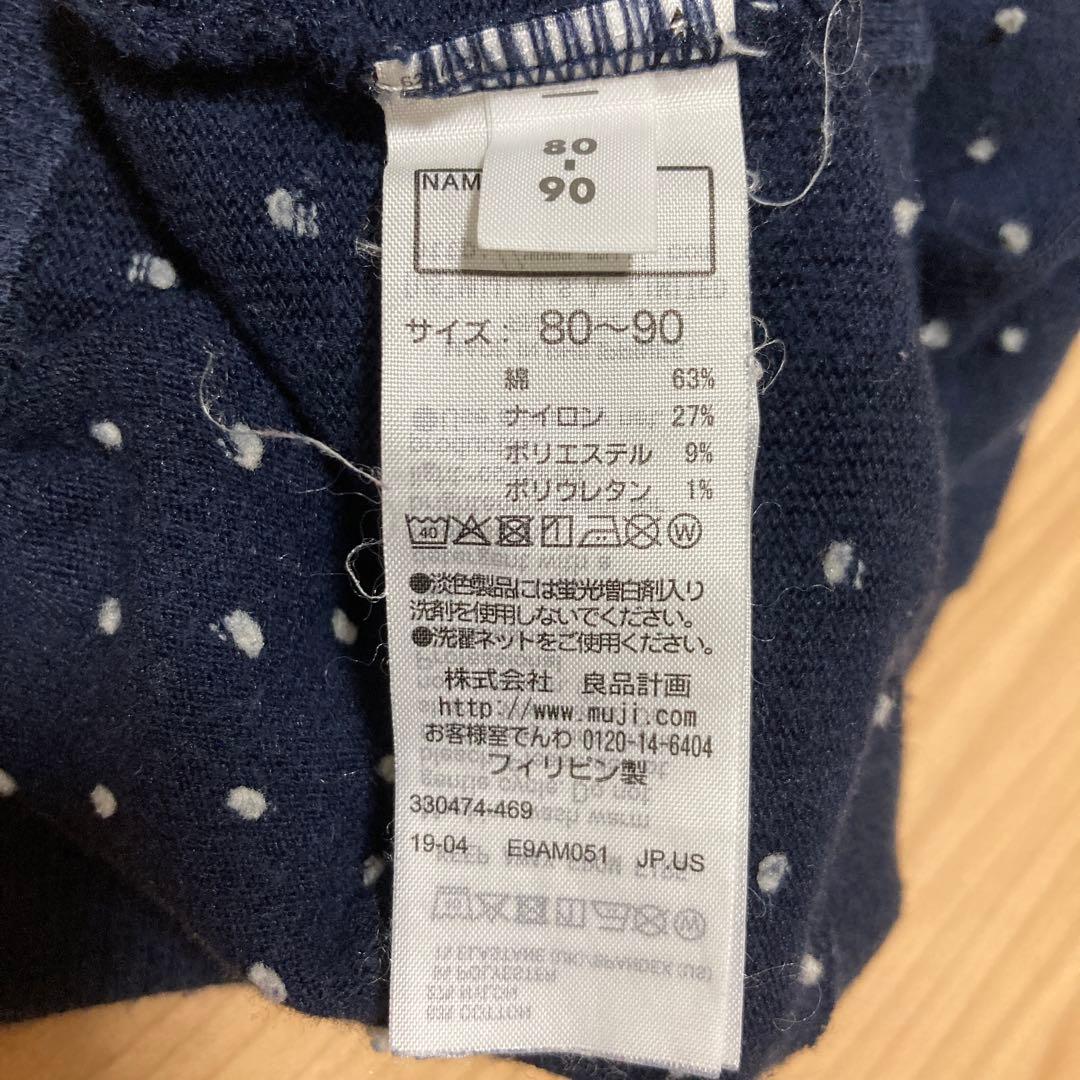 80
90
NAM
サイズ: 80〜90
綿 63%
ナイロン 27%
ポリエステル 9%
ポリウレタン 1%
40 W
●淡色製品には蛍光増白剤入り
洗剤を使用しないでください。
●洗濯ネットをご使用ください。
株式会社 良品計画
http://www.muji.com
お客様室でんわ 0120-14-6404
フィリピン製
330474-469
19-04 E9AM051 JP.US